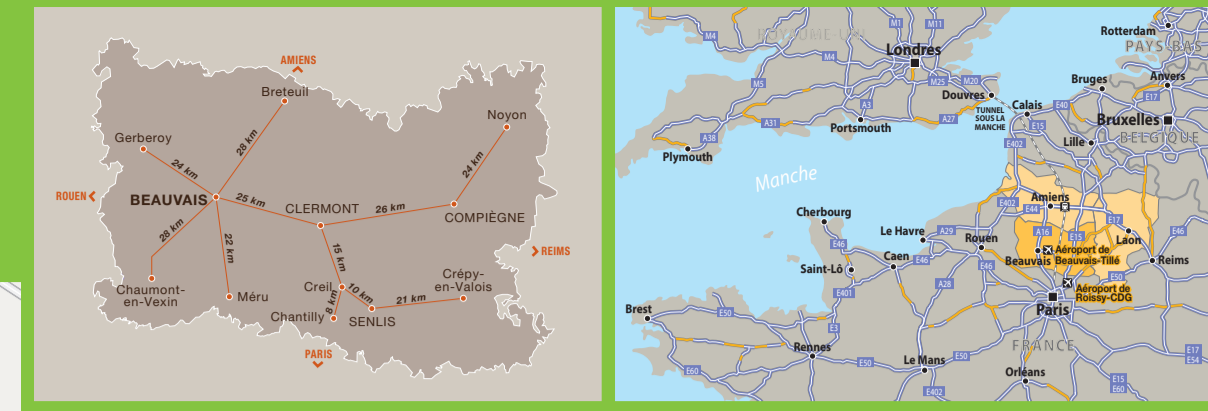 AMIENS
Breteuil
Noyon
Gerberoy
28 km
24 km
24 km
ROUEN
BEAUVAIS
25 km
CLERMONT
26 km
COMPIÈGNE
28 km
22 km
15 km
REIMS
Chaumont-
en-Vexin
Méru
Creil
10 km
Crépy-
en-Valois
21 km
8 km
Chantilly
SENLIS
PARIS
M4
M1
M11
ROYAUME-UNI
Londres
M4
M5
M25
M20
Rotterdam
PAYS-BAS
Bruges
Anvers
E17
Douvres
TUNNEL
SOUS LA
MANCHE
Calais
E40
E15
Bruxelles
BELGIQUE
A3
A31
A27
A38
Portsmouth
Plymouth
E402
Lille
Manche
Cherbourg
E402
Amiens
E44
E17
Le Havre
A29
Rouen
A16
E15
Laon
E46
E46
Saint-Lô
Caen
E46
E46
Beauvais
Aéroport de
Beauvais-Tillé
Reims
E50
E401
A28
Aéroport de
Roissy-CDG
Paris
Brest
E50
E3
Rennes
E50
Le Mans
E50
FRANCE
E17
E54
E60
E402
Orléans
E15
E60